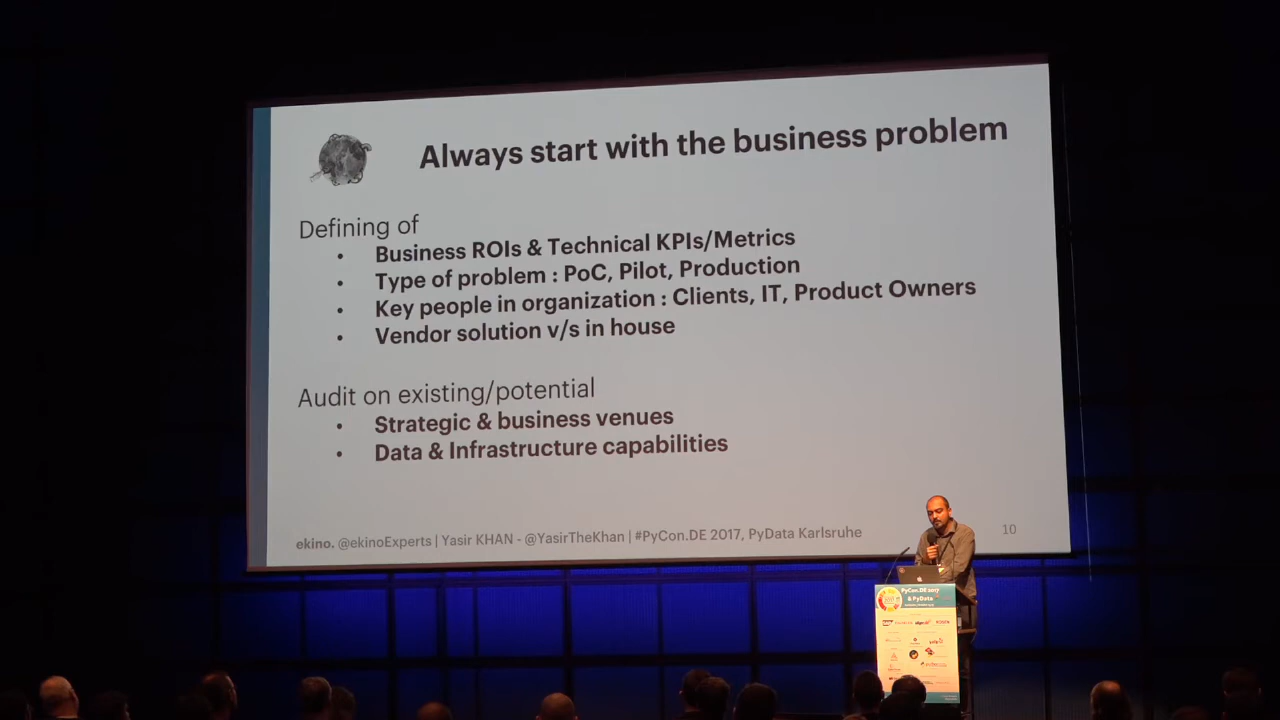 Always start with the business problem
Defining of
• Business ROIs & Technical KPIs/Metrics
• Type of problem : PoC, Pilot, Production
• Key people in organization : Clients, IT, Product Owners
• Vendor solution v/s in house
Audit on existing/potential
• Strategic & business venues
• Data & Infrastructure capabilities
ekino. @ekinoExperts | Yasir KHAN - @YasirTheKhan | #PyCon.DE 2017, PyData Karlsruhe
10
PyCon.DE 2017
& PyData